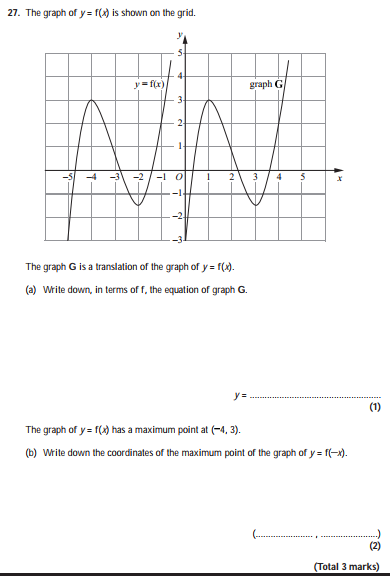 27. The graph of y = f(x) is shown on the grid.
y
5
4
y = f(x)
graph G
3
2
1
–5 –4 –3 –2 –1 O 1 2 3 4 5 x
–1
–2
–3
The graph G is a translation of the graph of y = f(x).
(a) Write down, in terms of f, the equation of graph G.
y = ..............................................
(1)
The graph of y = f(x) has a maximum point at (−4, 3).
(b) Write down the coordinates of the maximum point of the graph of y = f(−x).
(...................... , ......................)
(2)
(Total 3 marks)